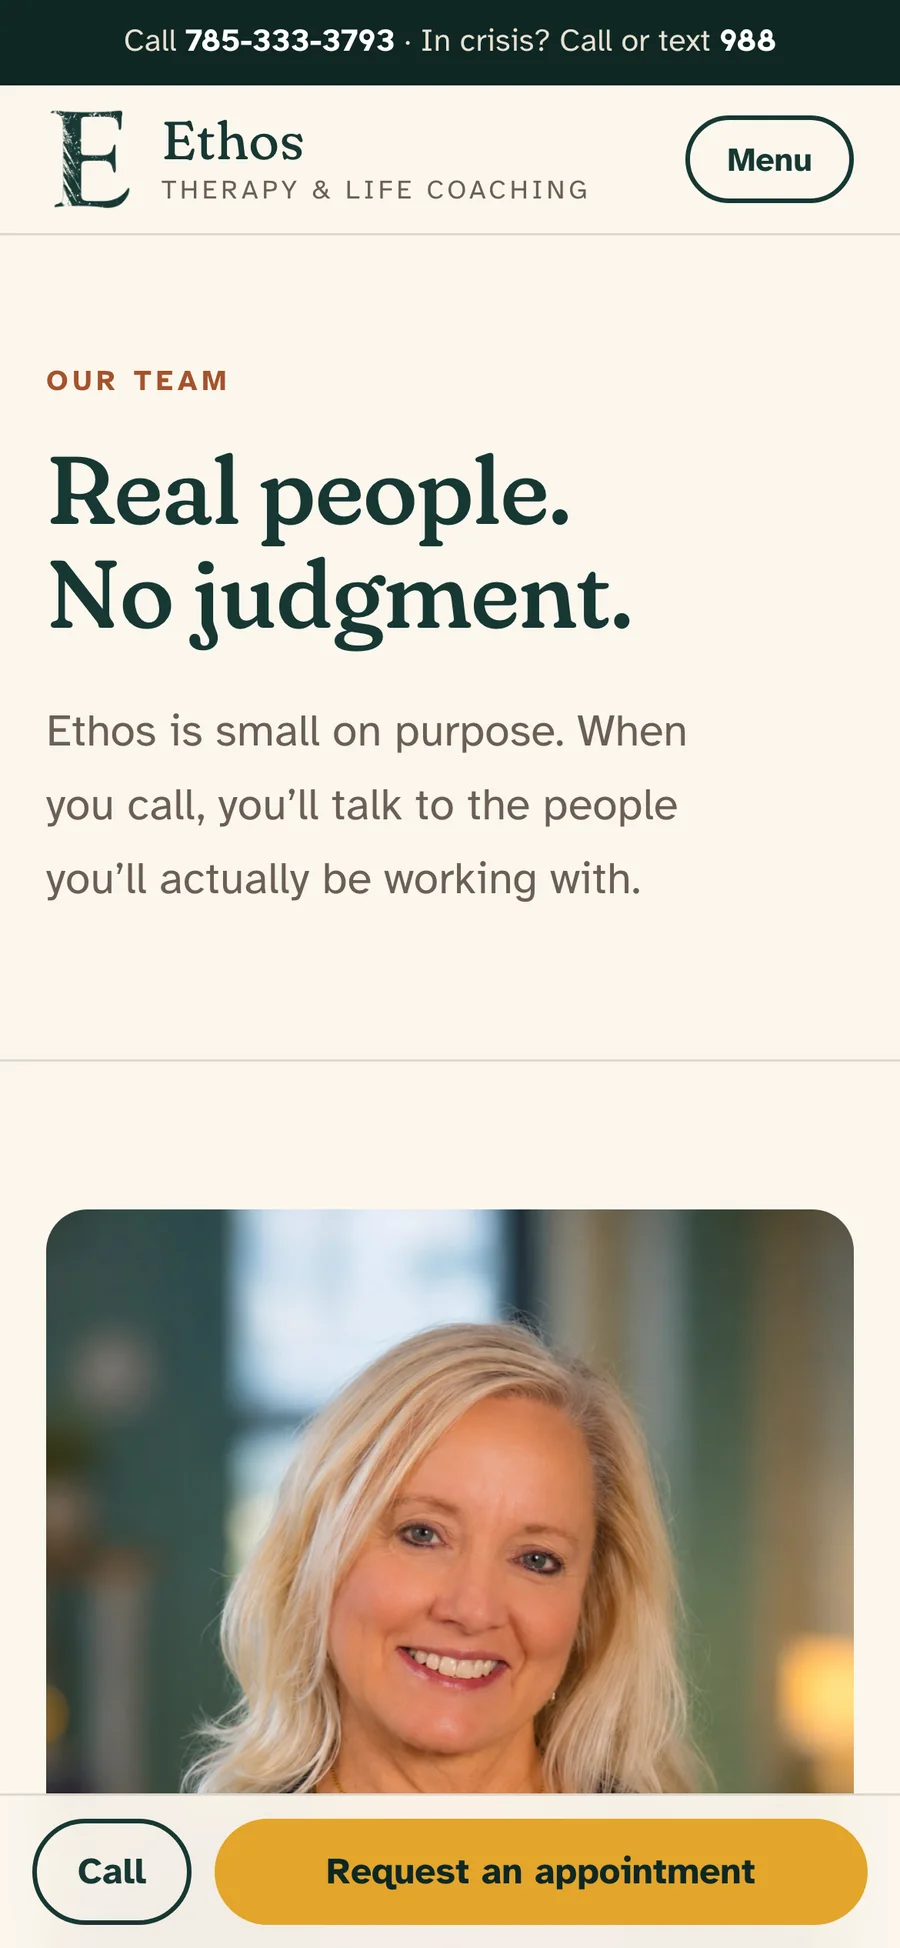 Call 785-333-3793 · In crisis? Call or text 988
E
Ethos
THERAPY & LIFE COACHING
Menu
OUR TEAM
Real people.
No judgment.
Ethos is small on purpose. When
you call, you’ll talk to the people
you’ll actually be working with.
Call
Request an appointment